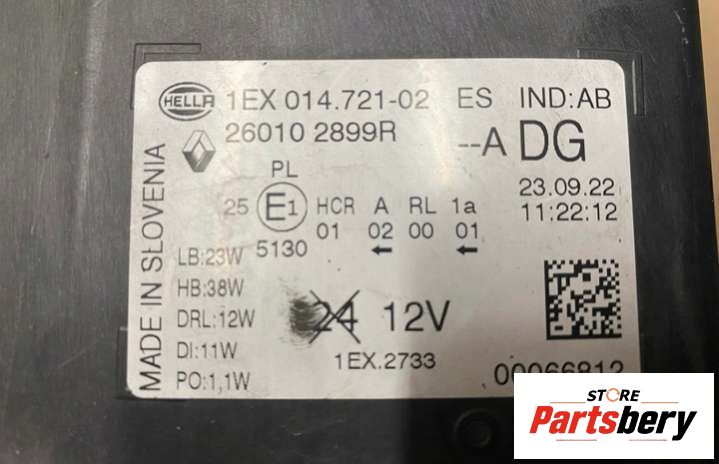 HELLA 1EX 014.721-02 ES IND:AB
260102899R --A DG
PL
23.09.22
25 E1 HCR A RL 1a
11:22:12
5130 01 02 00 01
← ←
MADE IN SLOVENIA
LB:23W
HB:38W
DRL:12W
DI:11W
PO:1,1W
24 12V
1EX.2733
00066812
STORE
Partsbery